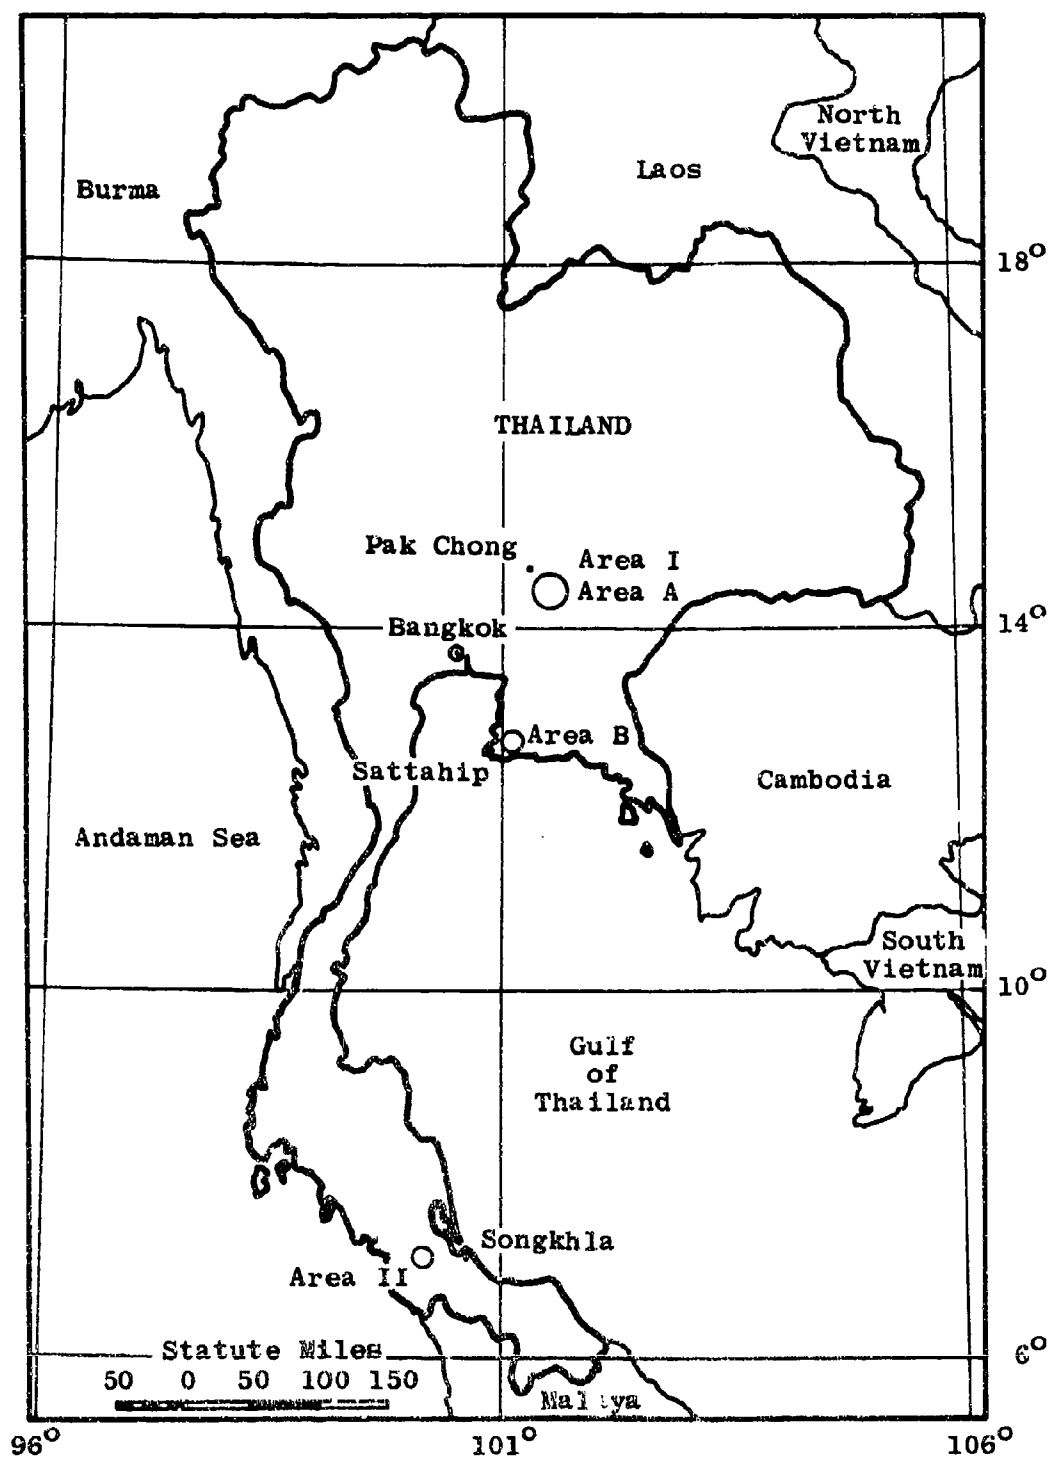 North
Vietnam
Laos
Burma
18°
THAILAND
Pak Chong
Area I
Area A
14°
Bangkok
Area B
Sattahip
Cambodia
Andaman Sea
South
Vietnam
10°
Gulf
of
Thailand
Songkhla
Area II
Statute Miles
6°
50 0 50 100 150
96° 101° 106°